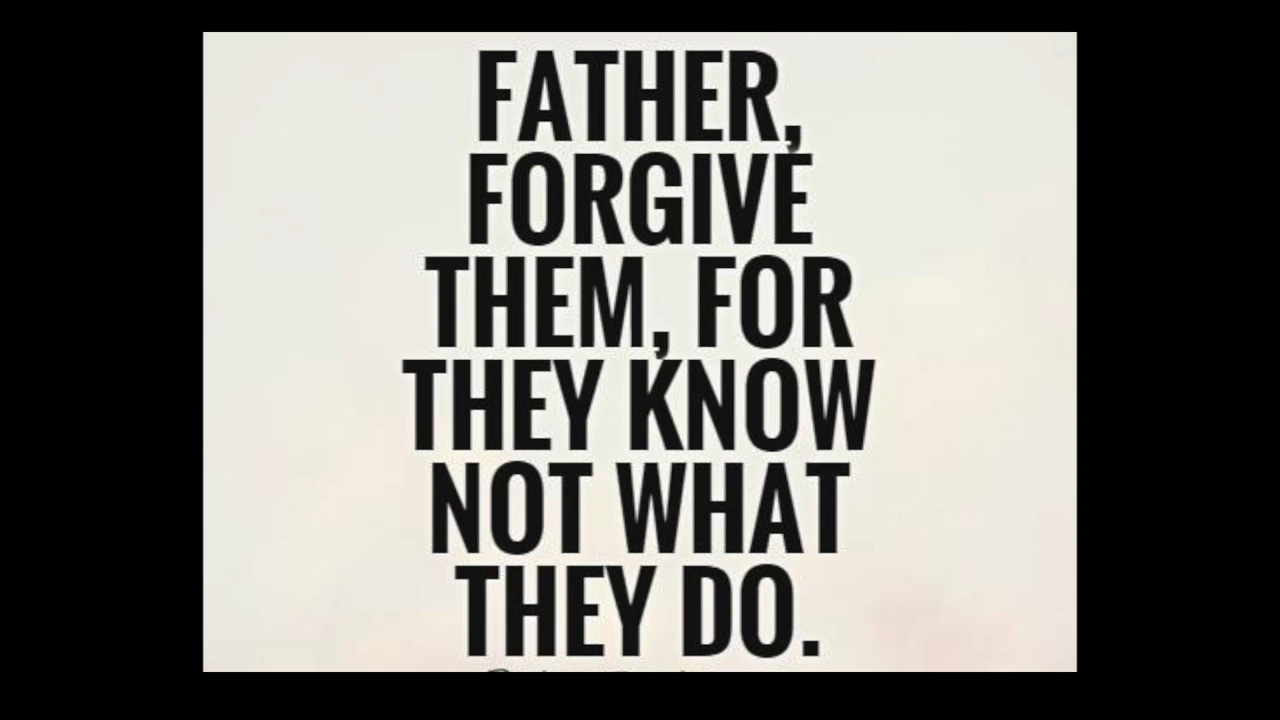 FATHER,
FORGIVE
THEM, FOR
THEY KNOW
NOT WHAT
THEY DO.